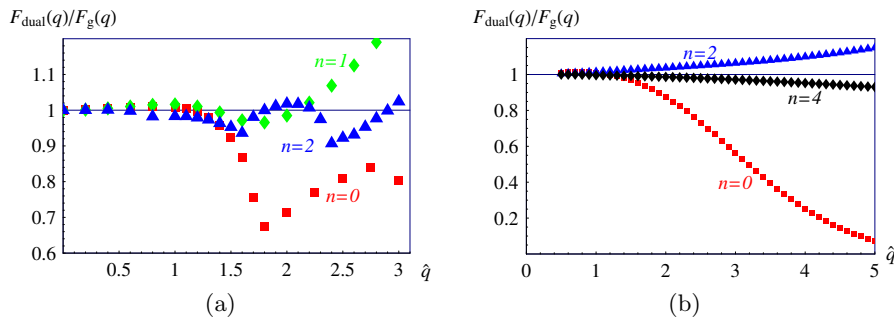 F_dual(q)/F_g(q)
1.1
1
0.9
0.8
0.7
0.6
0.5 1 1.5 2 2.5 3
q̂
n=1
n=2
n=0
(a)
F_dual(q)/F_g(q)
1
0.8
0.6
0.4
0.2
0 1 2 3 4 5
q̂
n=2
n=4
n=0
(b)